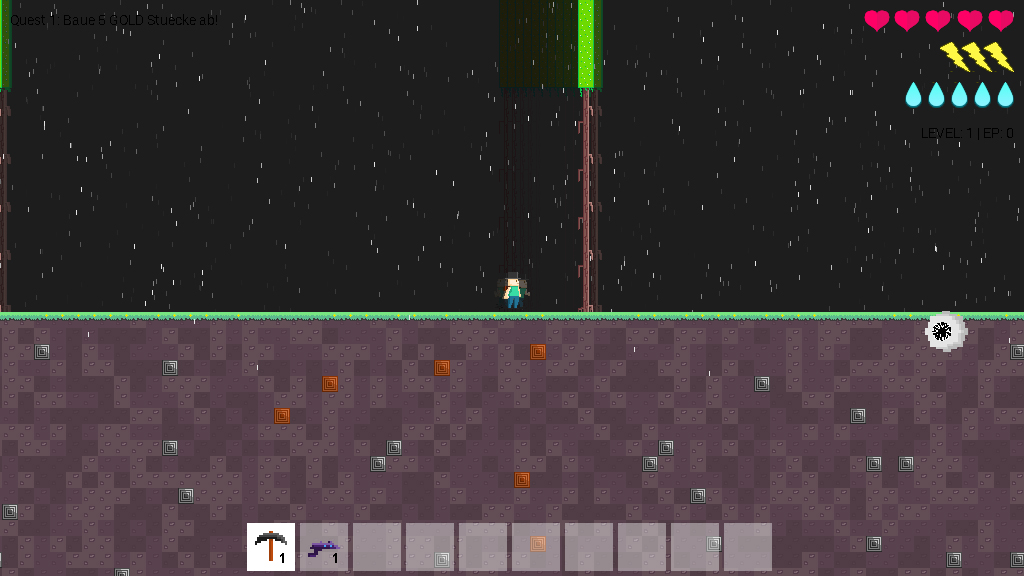 Quest 1: Baue 5 GOLD Stuecke ab!
LEVEL: 1 | EP: 0
1
1